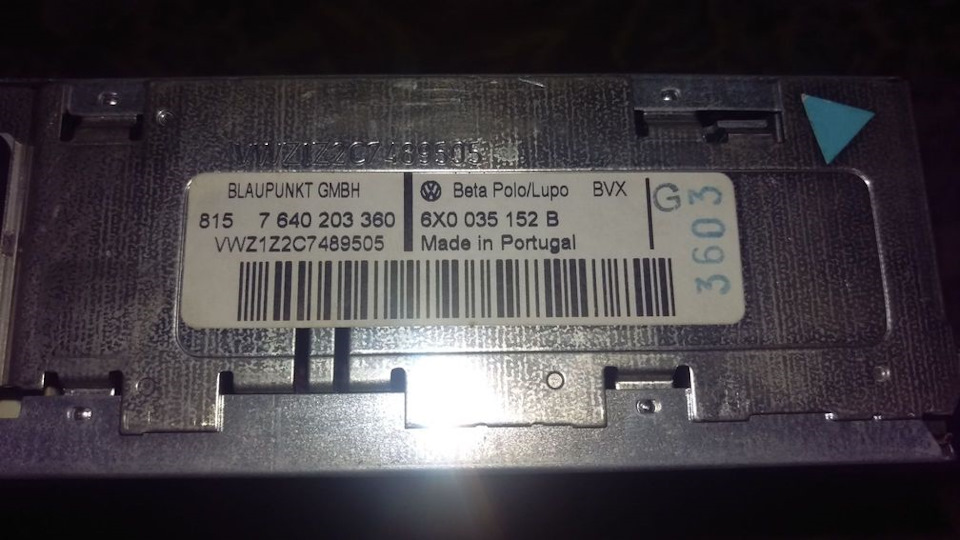 VWZ1Z2C7489505
BLAUPUNKT GMBH
815 7 640 203 360
VWZ1Z2C7489505
VW Beta Polo/Lupo BVX
6X0 035 152 B
Made in Portugal
G
3603